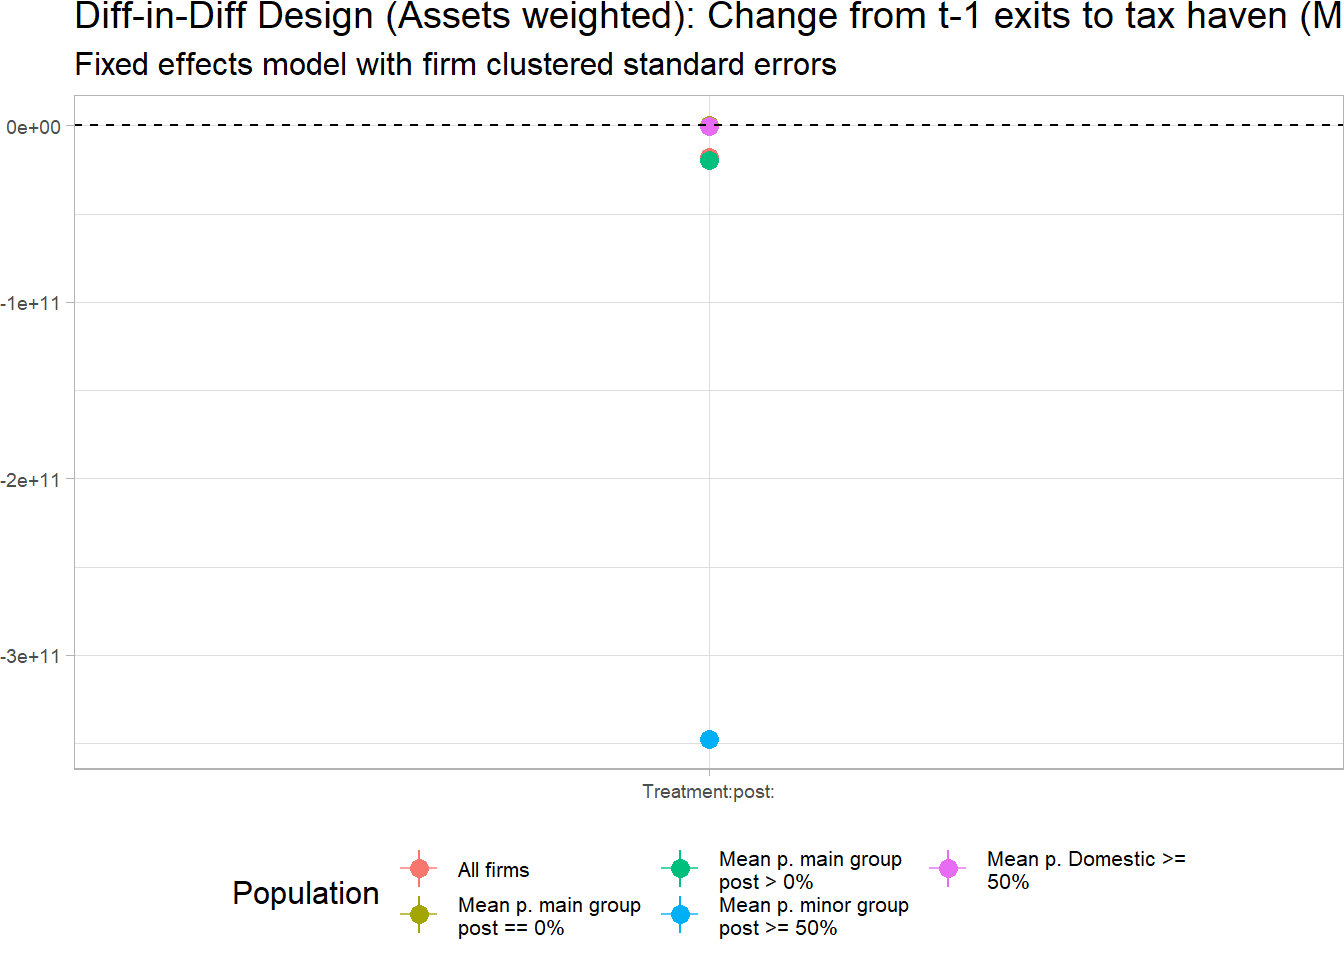 Diff-in-Diff Design (Assets weighted): Change from t-1 exits to tax haven (M
Fixed effects model with firm clustered standard errors
0e+00
-1e+11
-2e+11
-3e+11
Treatment:post:
Population
All firms
Mean p. main group
post == 0%
Mean p. main group
post > 0%
Mean p. minor group
post >= 50%
Mean p. Domestic >=
50%